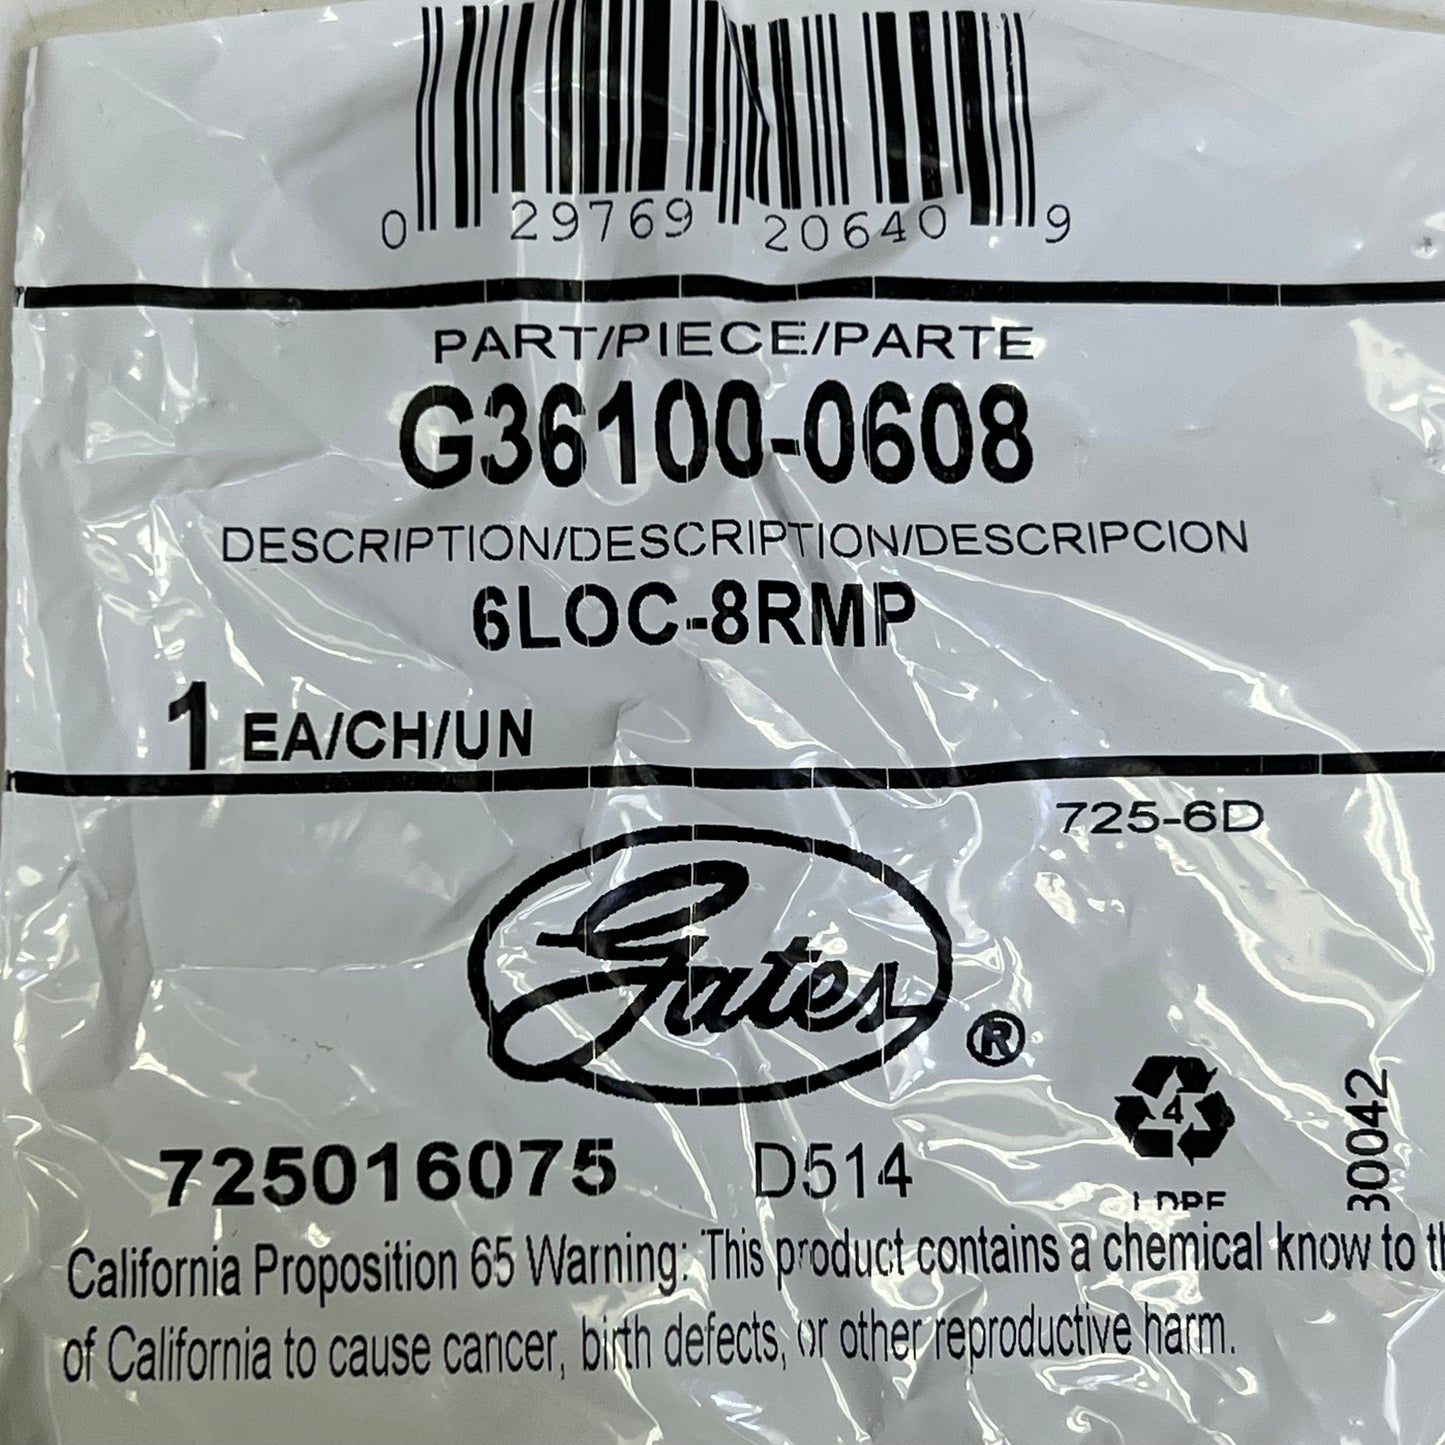 0 29769 20640 9
PART/PIECE/PARTE
G36100-0608
DESCRIPTION/DESCRIPTION/DESCRIPCION
6LOC-8RMP
1 EA/CH/UN
725-6D
Gates ®
4
LDPE
30042
725016075 D514
California Proposition 65 Warning: This product contains a chemical know to th
of California to cause cancer, birth defects, or other reproductive harm.